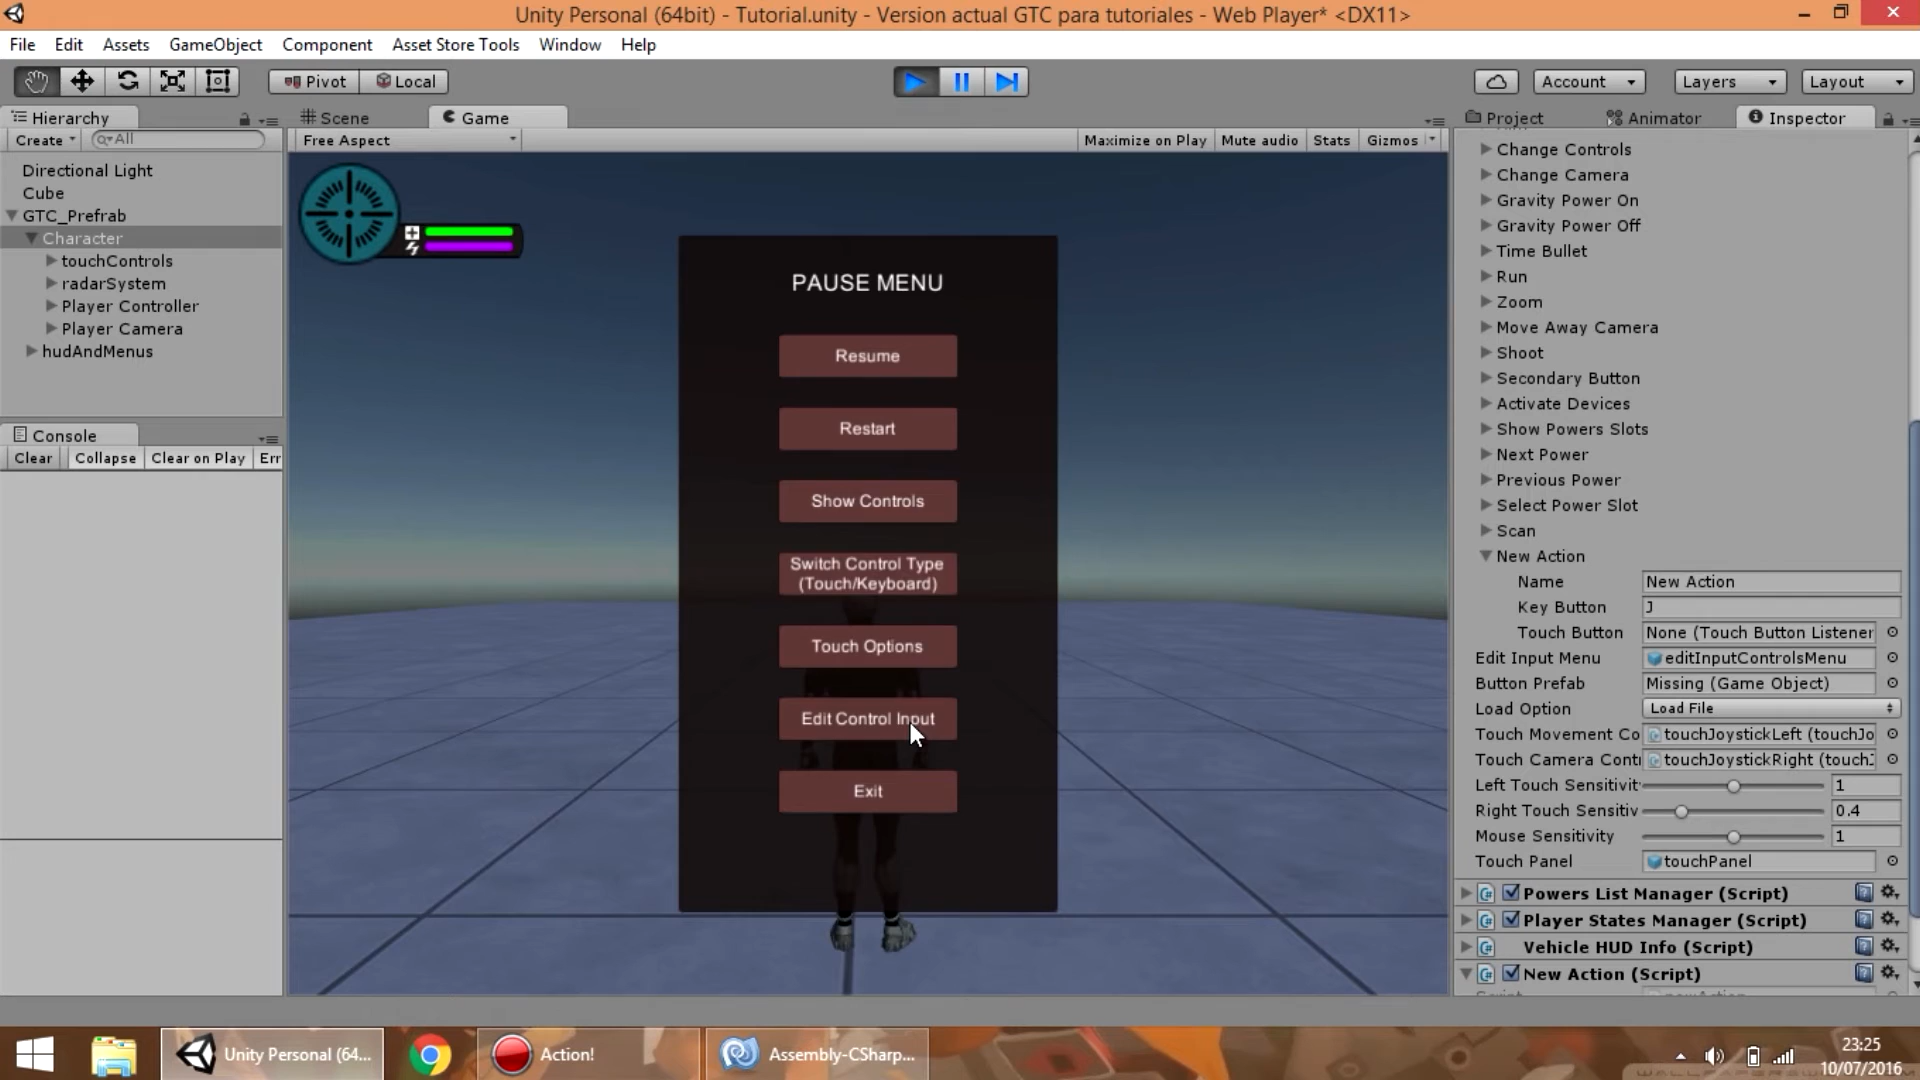 Unity Personal (64bit) - Tutorial.unity - Version actual GTC para tutoriales - Web Player* <DX11>
File Edit Assets GameObject Component Asset Store Tools Window Help
Pivot Local Account Layers Layout
Hierarchy
Create All
Directional Light
Cube
GTC_Prefrab
Character
touchControls
radarSystem
Player Controller
Player Camera
hudAndMenus
Console
Clear Collapse Clear on Play Err
Scene Game
Free Aspect Maximize on Play Mute audio Stats Gizmos
PAUSE MENU
Resume
Restart
Show Controls
Switch Control Type
(Touch/Keyboard)
Touch Options
Edit Control Input
Exit
Project Animator Inspector
Change Controls
Change Camera
Gravity Power On
Gravity Power Off
Time Bullet
Run
Zoom
Move Away Camera
Shoot
Secondary Button
Activate Devices
Show Powers Slots
Next Power
Previous Power
Select Power Slot
Scan
New Action
Name New Action
Key Button J
Touch Button None (Touch Button Listener
Edit Input Menu editInputControlsMenu
Button Prefab Missing (Game Object)
Load Option Load File
Touch Movement Co touchJoystickLeft (touchJo
Touch Camera Contr touchJoystickRight (touchJ
Left Touch Sensitivit 1
Right Touch Sensitiv 0.4
Mouse Sensitivity 1
Touch Panel touchPanel
Powers List Manager (Script)
Player States Manager (Script)
Vehicle HUD Info (Script)
New Action (Script)
Unity Personal (64... Action! Assembly-CSharp...
23:25
10/07/2016